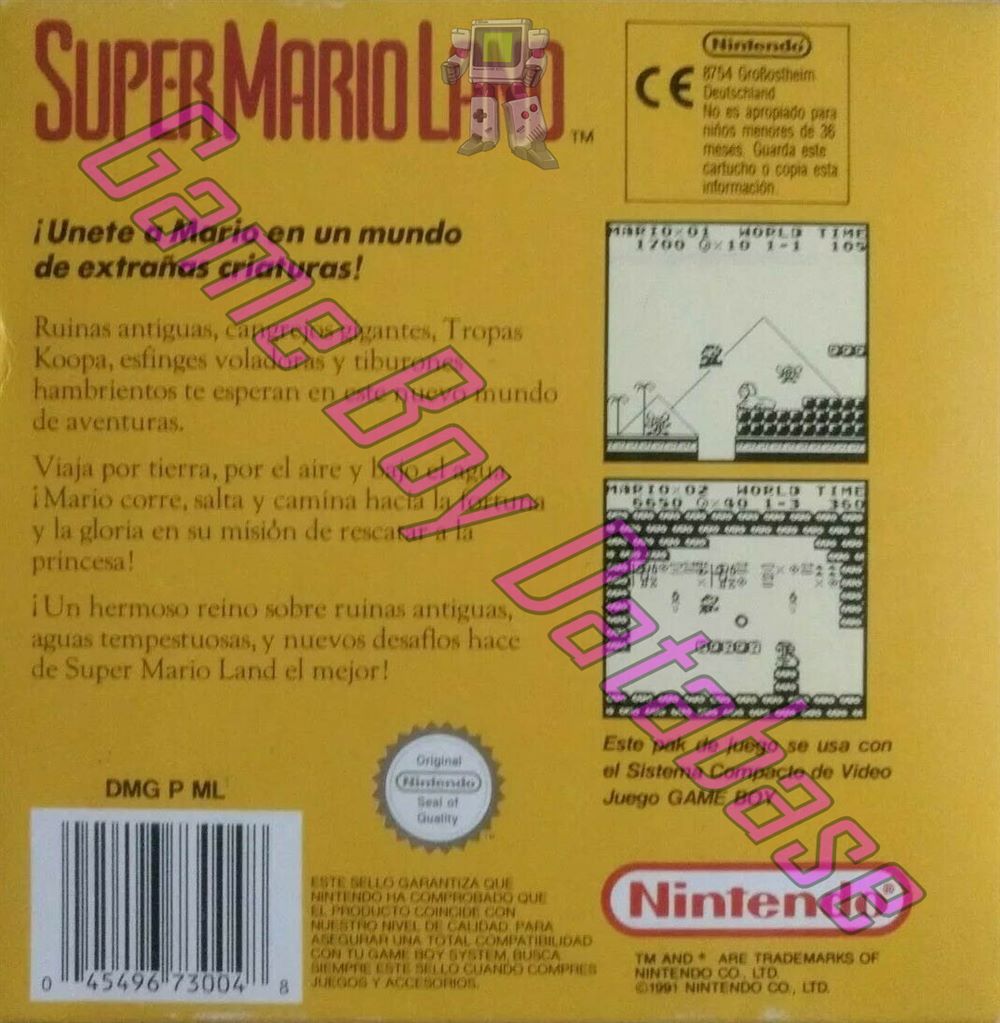 SUPER MARIO LAND
TM
Nintendo
CE
8754 Großostheim
Deutschland
No es apropiado para
niños menores de 36
meses. Guarda este
cartucho o copia esta
información.
¡Unete a Mario en un mundo
de extrañas criaturas!
Ruinas antiguas, cangrejos gigantes, Tropas
Koopa, esfinges voladoras y tiburones
hambrientos te esperan en este nuevo mundo
de aventuras.
Viaja por tierra, por el aire y bajo el agua.
¡Mario corre, salta y camina hacia la fortuna
y la gloria en su misión de rescatar a la
princesa!
¡Un hermoso reino sobre ruinas antiguas,
aguas tempestuosas, y nuevos desafíos hace
de Super Mario Land el mejor!
MARIO×01 WORLD TIME
1700 ×10 1-1 105
MARIO×02 WORLD TIME
6650 ×40 1-3 360
Este pak de juego se usa con
el Sistema Compacto de Video
Juego GAME BOY
Game Boy Database
DMG P ML
Original
Nintendo
Seal of
Quality
TM
ESTE SELLO GARANTIZA QUE
NINTENDO HA COMPROBADO QUE
EL PRODUCTO COINCIDE CON
NUESTRO NIVEL DE CALIDAD. PARA
ASEGURAR UNA TOTAL COMPATIBILIDAD
CON TU GAME BOY SYSTEM, BUSCA
SIEMPRE ESTE SELLO CUANDO COMPRES
JUEGOS Y ACCESORIOS.
0 45496 73004 8
Nintendo®
TM AND ® ARE TRADEMARKS OF
NINTENDO CO., LTD.
©1991 NINTENDO CO., LTD.